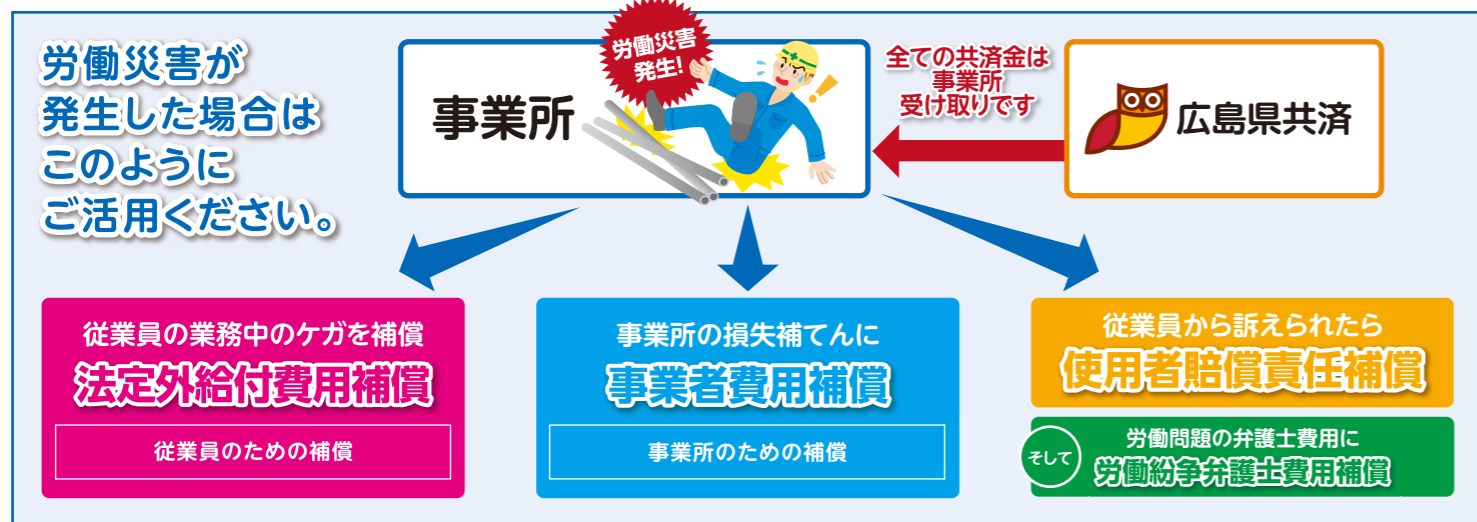 労働災害が
発生した場合は
このように
ご活用ください。
事業所
労働災害
発生!
全ての共済金は
事業所
受け取りです
広島県共済
従業員の業務中のケガを補償
法定外給付費用補償
従業員のための補償
事業所の損失補てんに
事業者費用補償
事業所のための補償
従業員から訴えられたら
使用者賠償責任補償
そして
労働問題の弁護士費用に
労働紛争弁護士費用補償